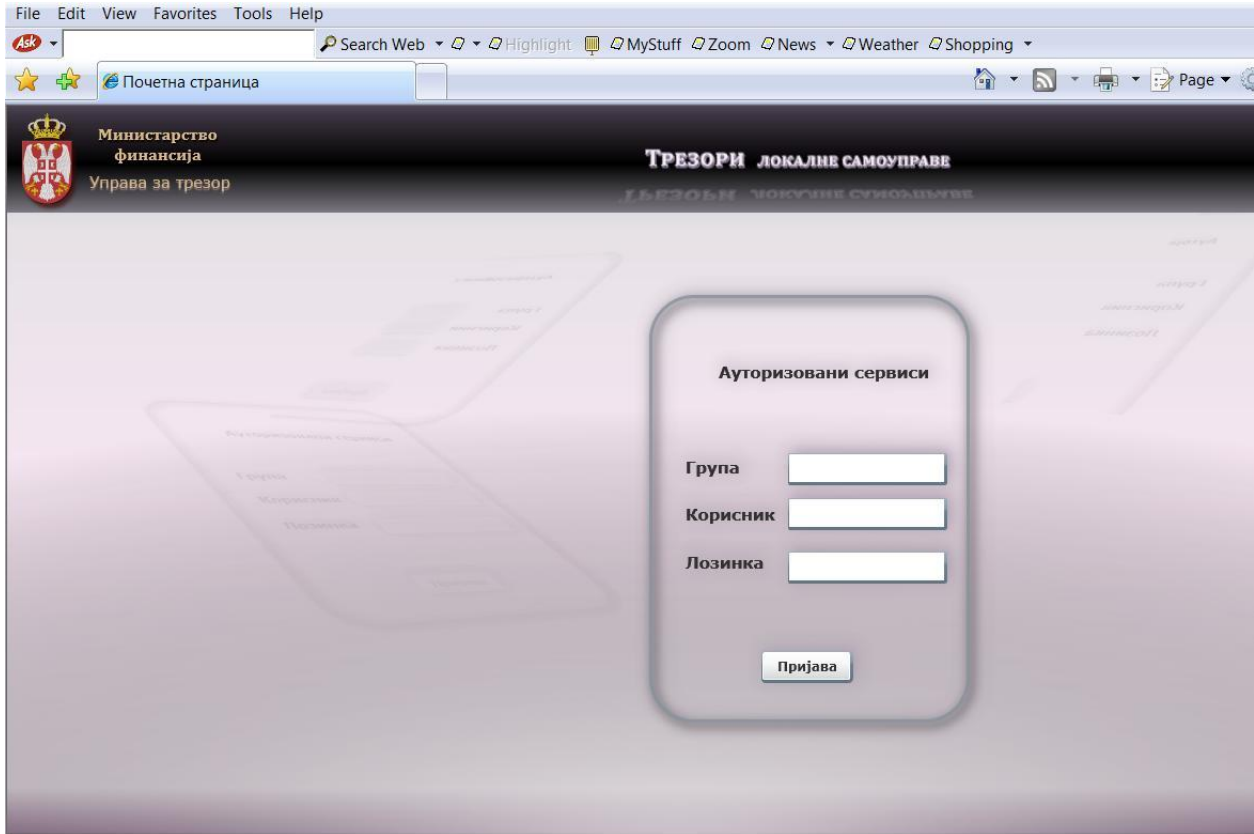 File Edit View Favorites Tools Help
Ask Search Web Highlight MyStuff Zoom News Weather Shopping
Почетна страница Page
Министарство
финансија
Управа за трезор
Трезори локалне самоуправе
Ауторизовани сервиси
Група
Корисник
Лозинка
Пријава